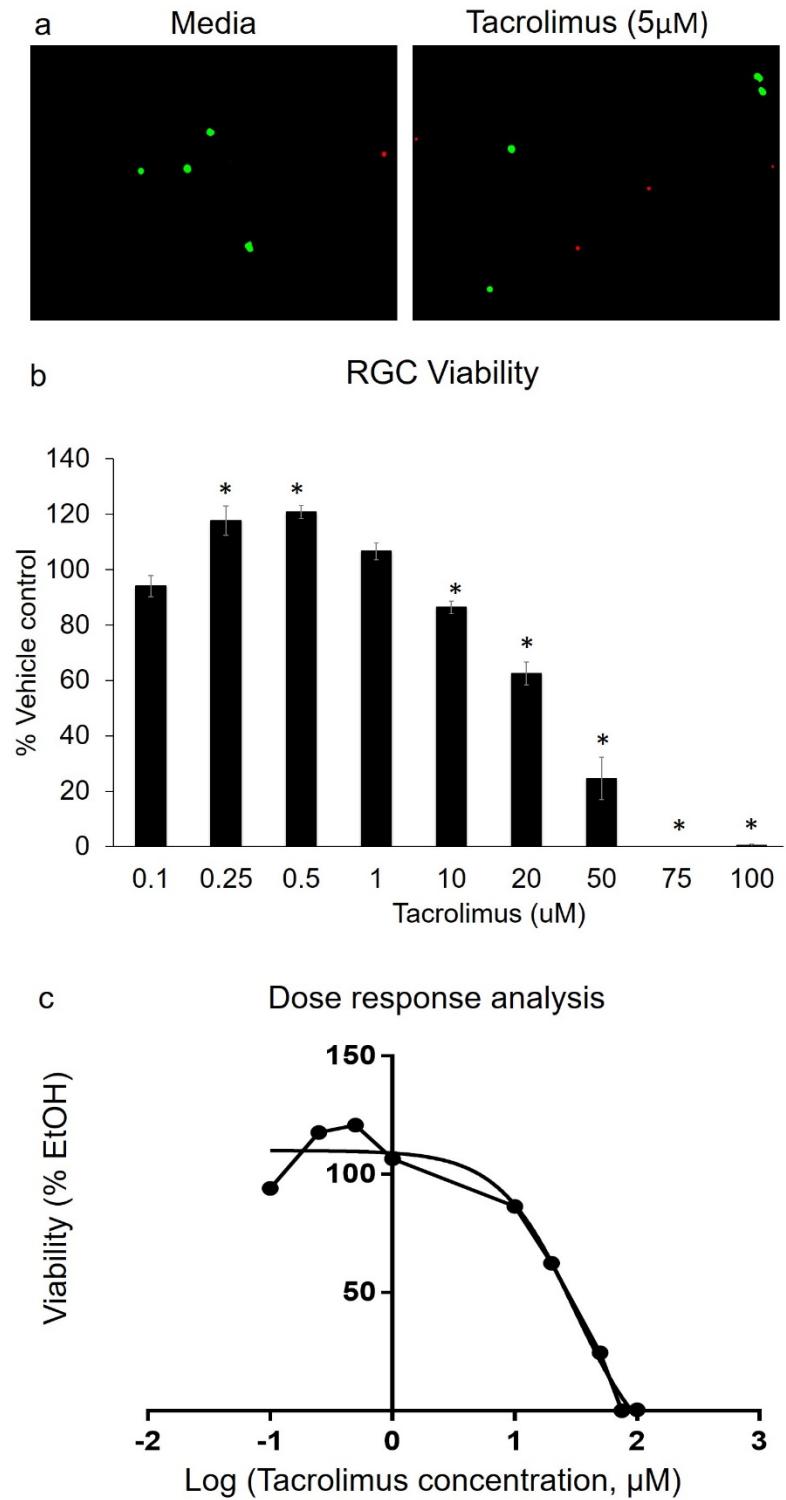 a
Media
Tacrolimus (5µM)
b
RGC Viability
% Vehicle control
140
120
100
80
60
40
20
0
* * * * * * *
0.1 0.25 0.5 1 10 20 50 75 100
Tacrolimus (uM)
c
Dose response analysis
Viability (% EtOH)
150
100
50
-2 -1 0 1 2 3
Log (Tacrolimus concentration, µM)